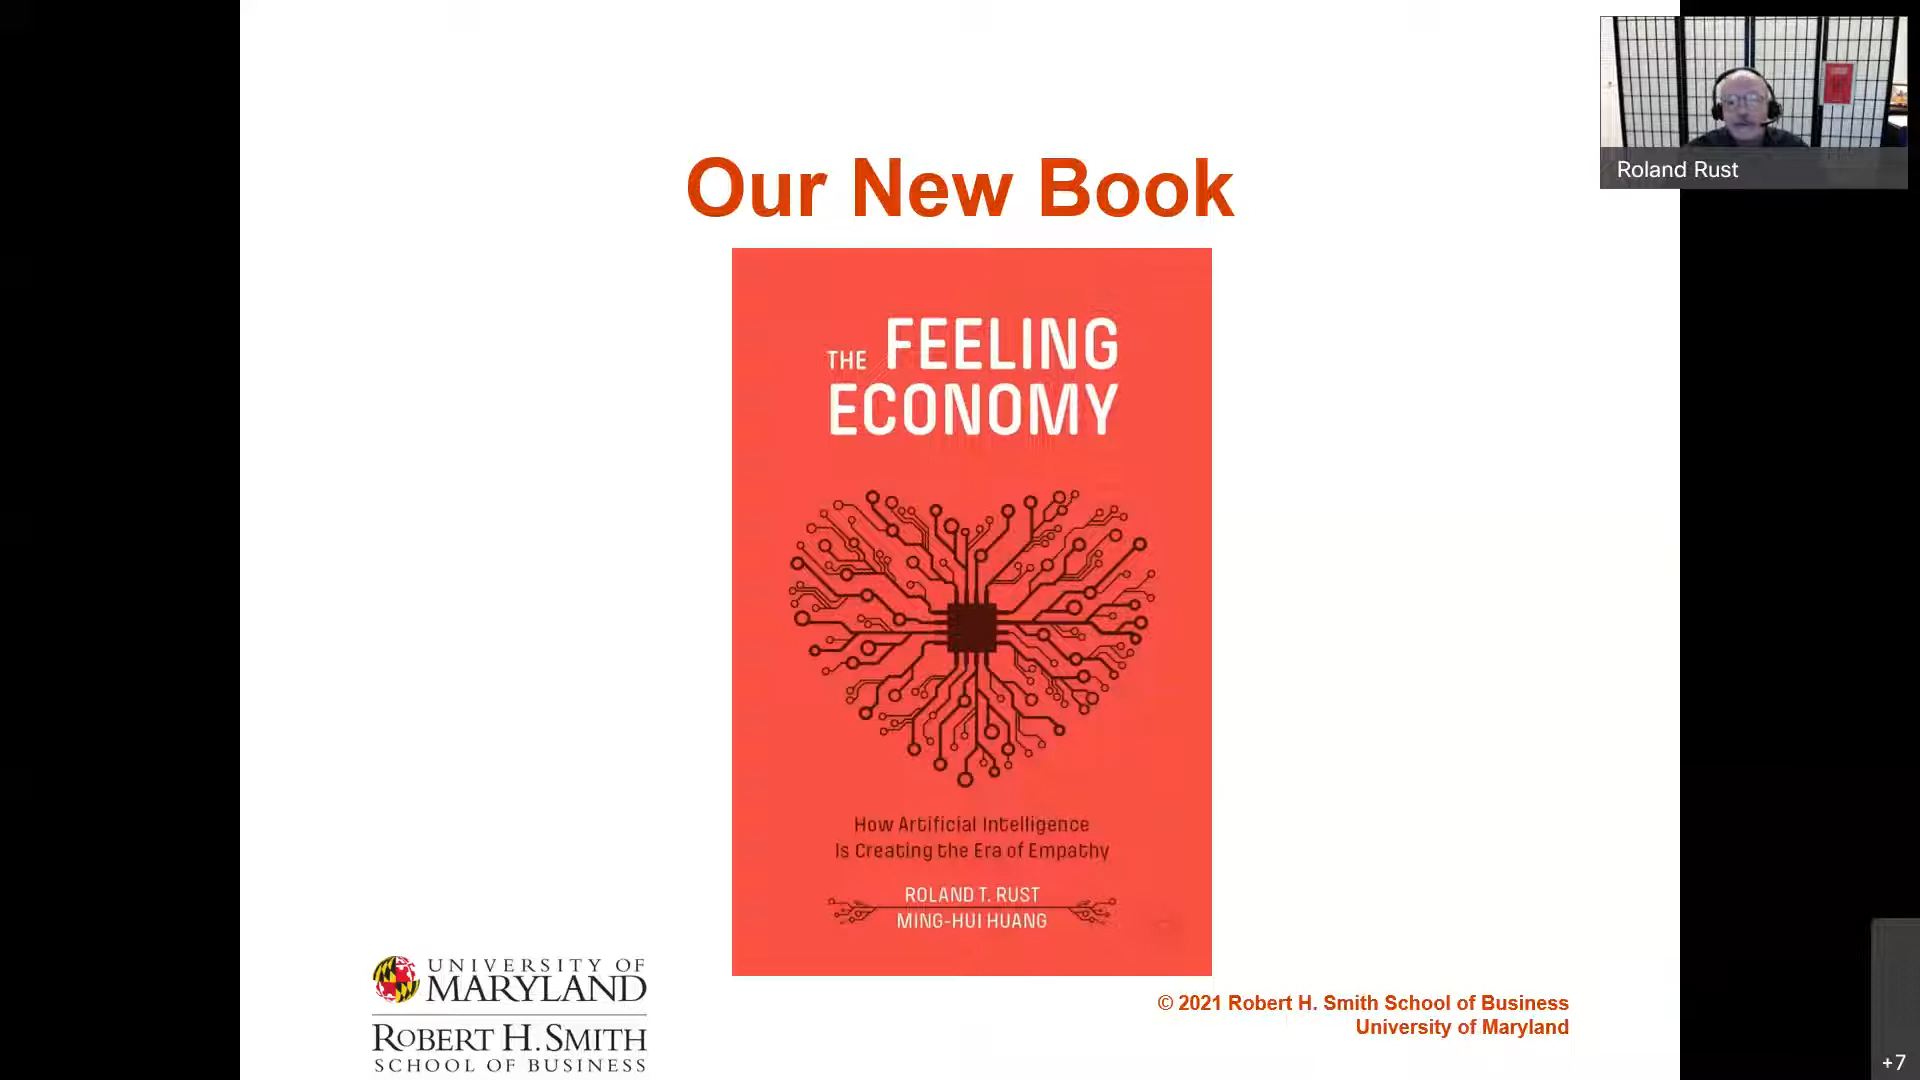 Our New Book
THE FEELING
ECONOMY
How Artificial Intelligence
Is Creating the Era of Empathy
ROLAND T. RUST
MING-HUI HUANG
UNIVERSITY OF
MARYLAND
ROBERT H. SMITH
SCHOOL OF BUSINESS
© 2021 Robert H. Smith School of Business
University of Maryland
Roland Rust
+7